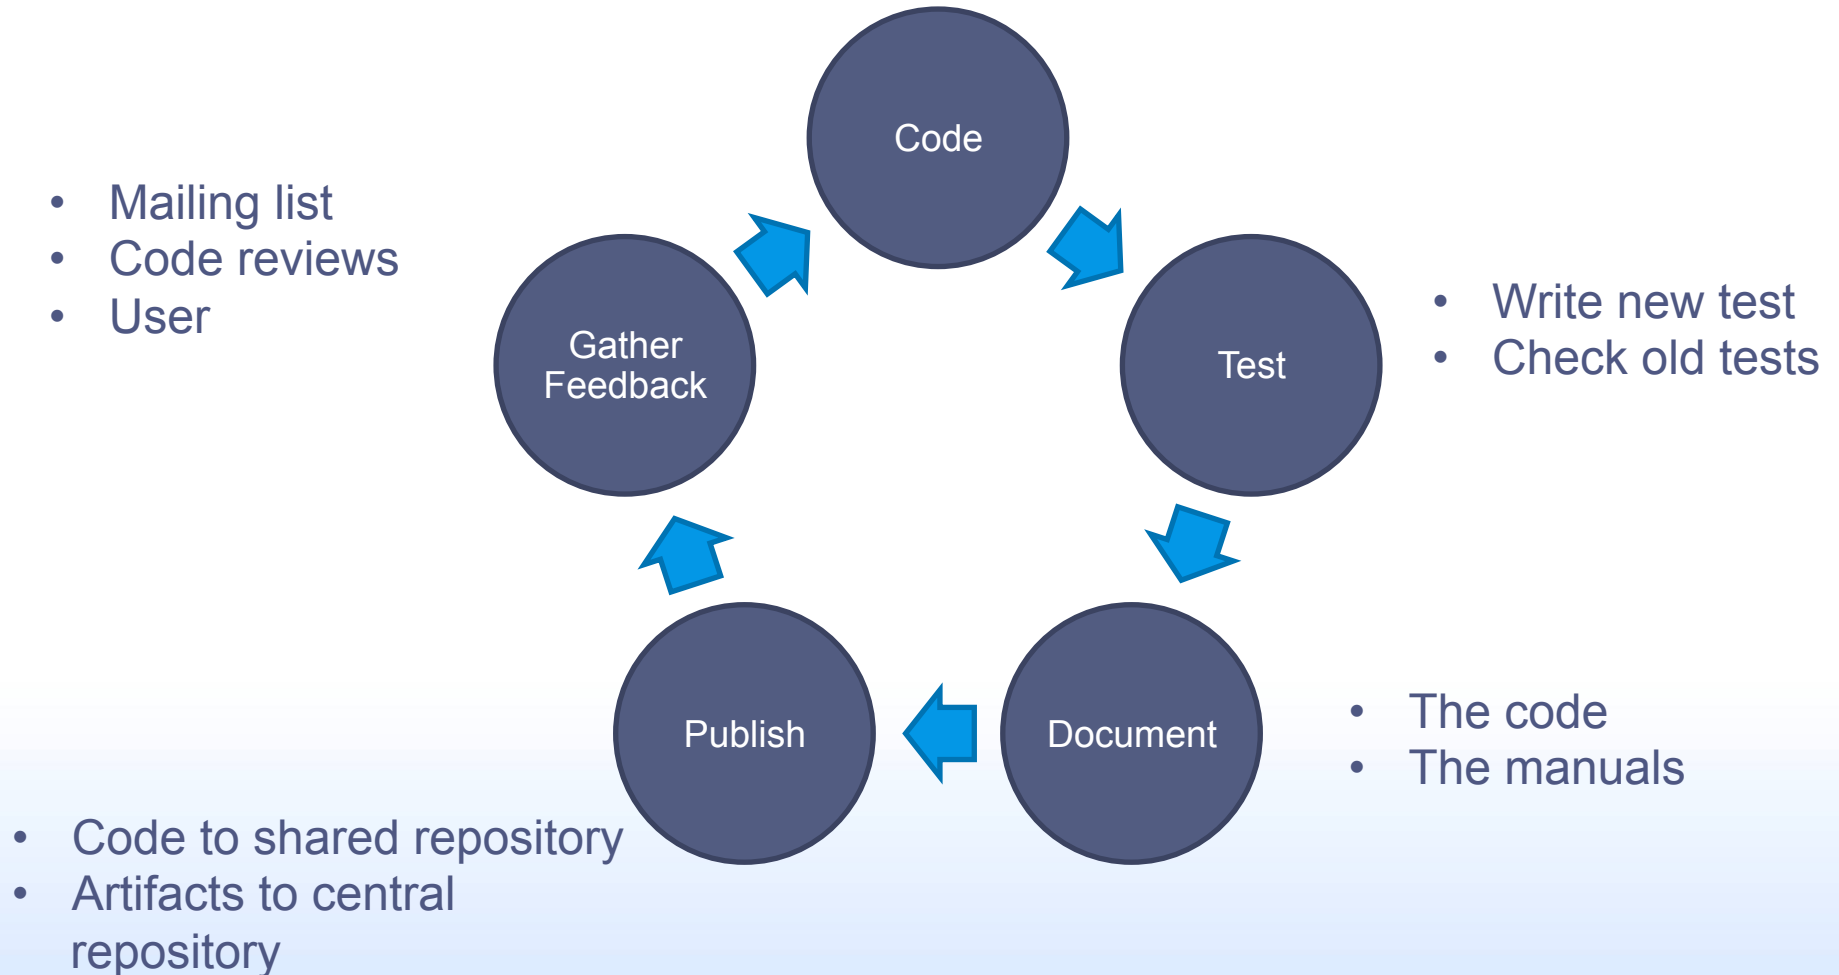 Code
• Mailing list
• Code reviews
• User
Gather
Feedback
Test
• Write new test
• Check old tests
Publish
Document
• The code
• The manuals
• Code to shared repository
• Artifacts to central
repository